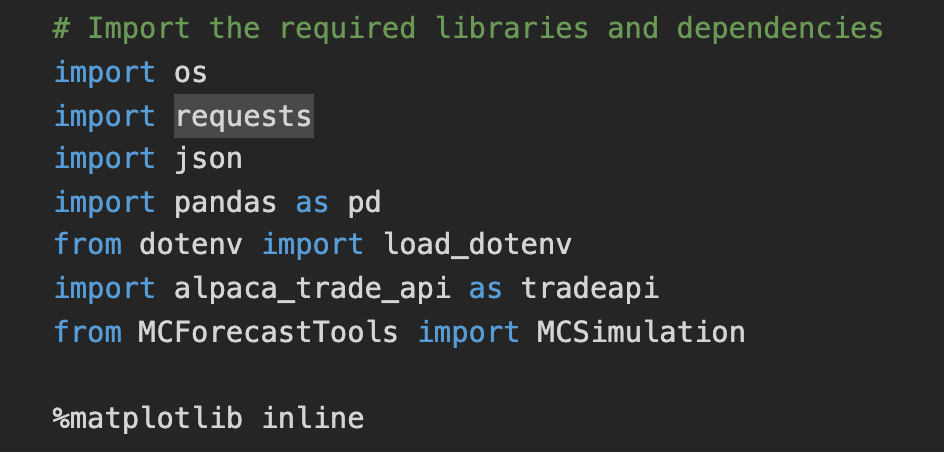 # Import the required libraries and dependencies
import os
import requests
import json
import pandas as pd
from dotenv import load_dotenv
import alpaca_trade_api as tradeapi
from MCForecastTools import MCSimulation
%matplotlib inline